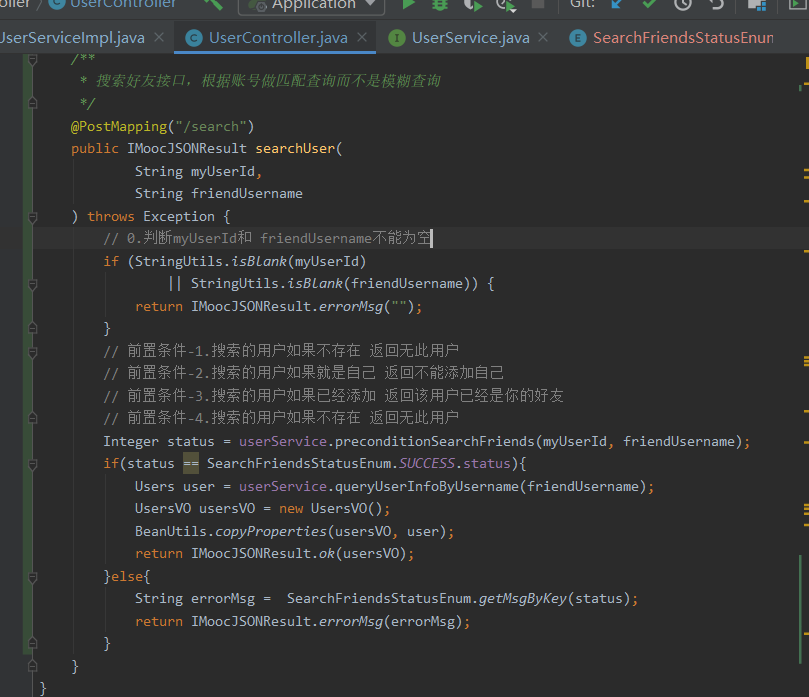 UserController
Application
Git:
UserServiceImpl.java
UserController.java
UserService.java
SearchFriendsStatusEnum
/**
* 搜索好友接口，根据账号做匹配查询而不是模糊查询
*/
@PostMapping("/search")
public IMoocJSONResult searchUser(
String myUserId,
String friendUsername
) throws Exception {
// 0.判断myUserId和 friendUsername不能为空
if (StringUtils.isBlank(myUserId)
|| StringUtils.isBlank(friendUsername)) {
return IMoocJSONResult.errorMsg("");
}
// 前置条件-1.搜索的用户如果不存在 返回无此用户
// 前置条件-2.搜索的用户如果就是自己 返回不能添加自己
// 前置条件-3.搜索的用户如果已经添加 返回该用户已经是你的好友
// 前置条件-4.搜索的用户如果不存在 返回无此用户
Integer status = userService.preconditionSearchFriends(myUserId, friendUsername);
if(status == SearchFriendsStatusEnum.SUCCESS.status){
Users user = userService.queryUserInfoByUsername(friendUsername);
UsersVO usersVO = new UsersVO();
BeanUtils.copyProperties(usersVO, user);
return IMoocJSONResult.ok(usersVO);
}else{
String errorMsg =  SearchFriendsStatusEnum.getMsgByKey(status);
return IMoocJSONResult.errorMsg(errorMsg);
}
}
}